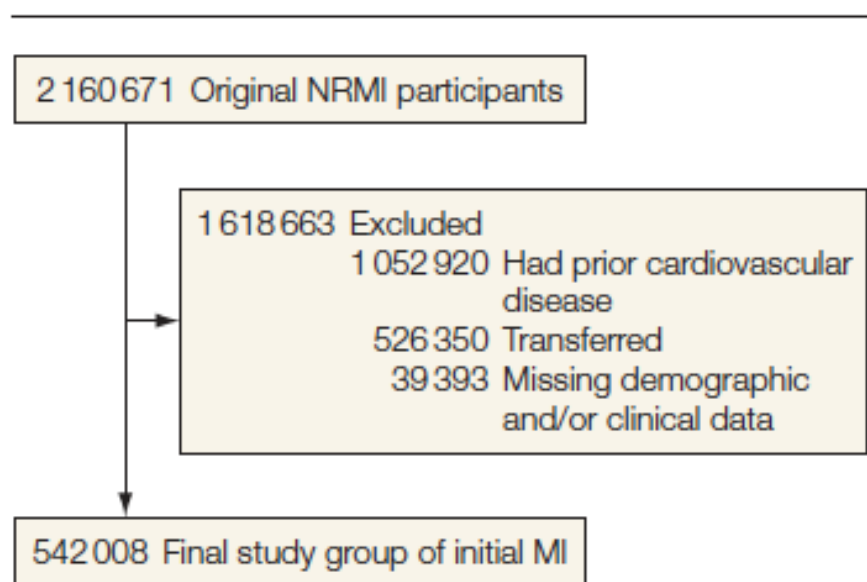 2 160 671 Original NRMI participants
1 618 663 Excluded
1 052 920 Had prior cardiovascular
disease
526 350 Transferred
39 393 Missing demographic
and/or clinical data
542 008 Final study group of initial MI